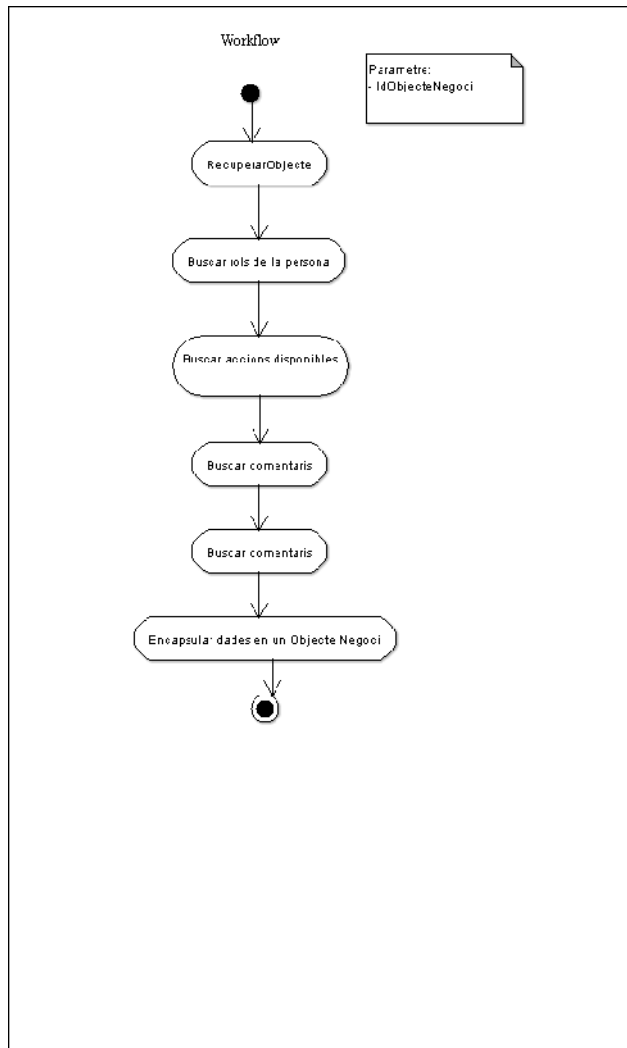 Workflow
Parametre:
- IdObjecteNegoci
RecuperarObjecte
Buscar rols de la persona
Buscar accions disponibles
Buscar comentaris
Buscar comentaris
Encapsular dades en un Objecte Negoci